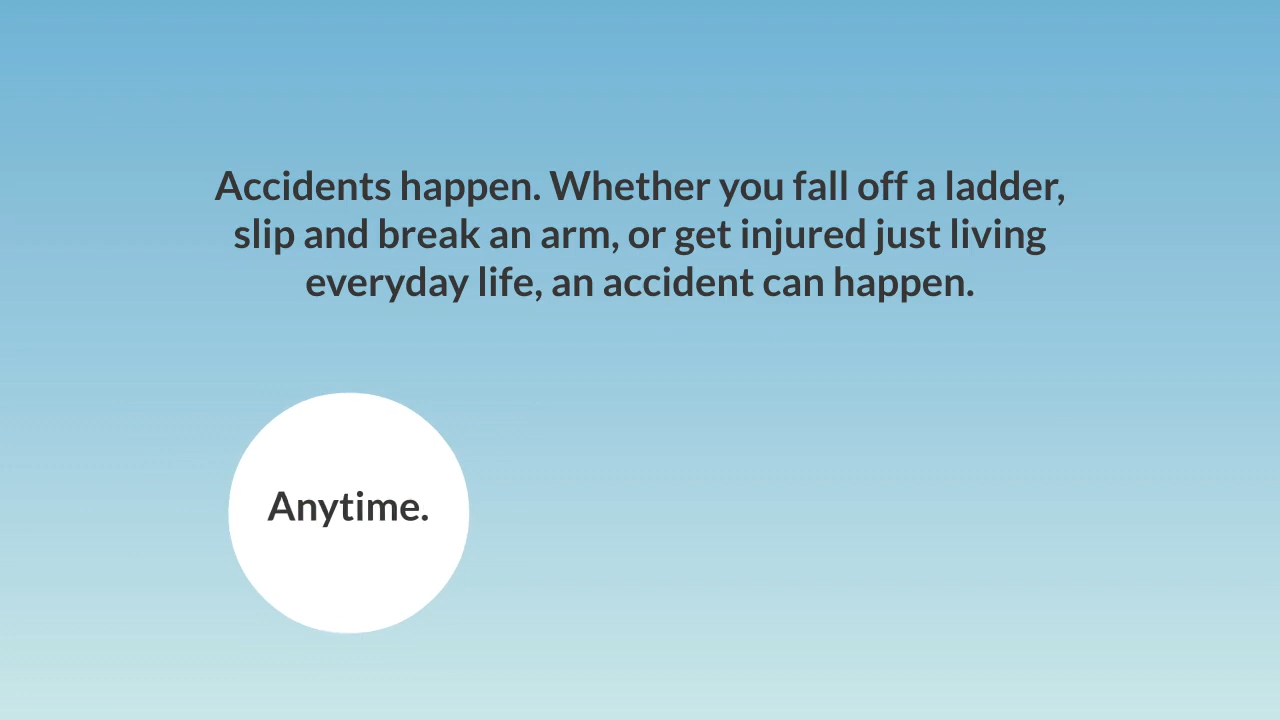 Accidents happen. Whether you fall off a ladder,
slip and break an arm, or get injured just living
everyday life, an accident can happen.
Anytime.